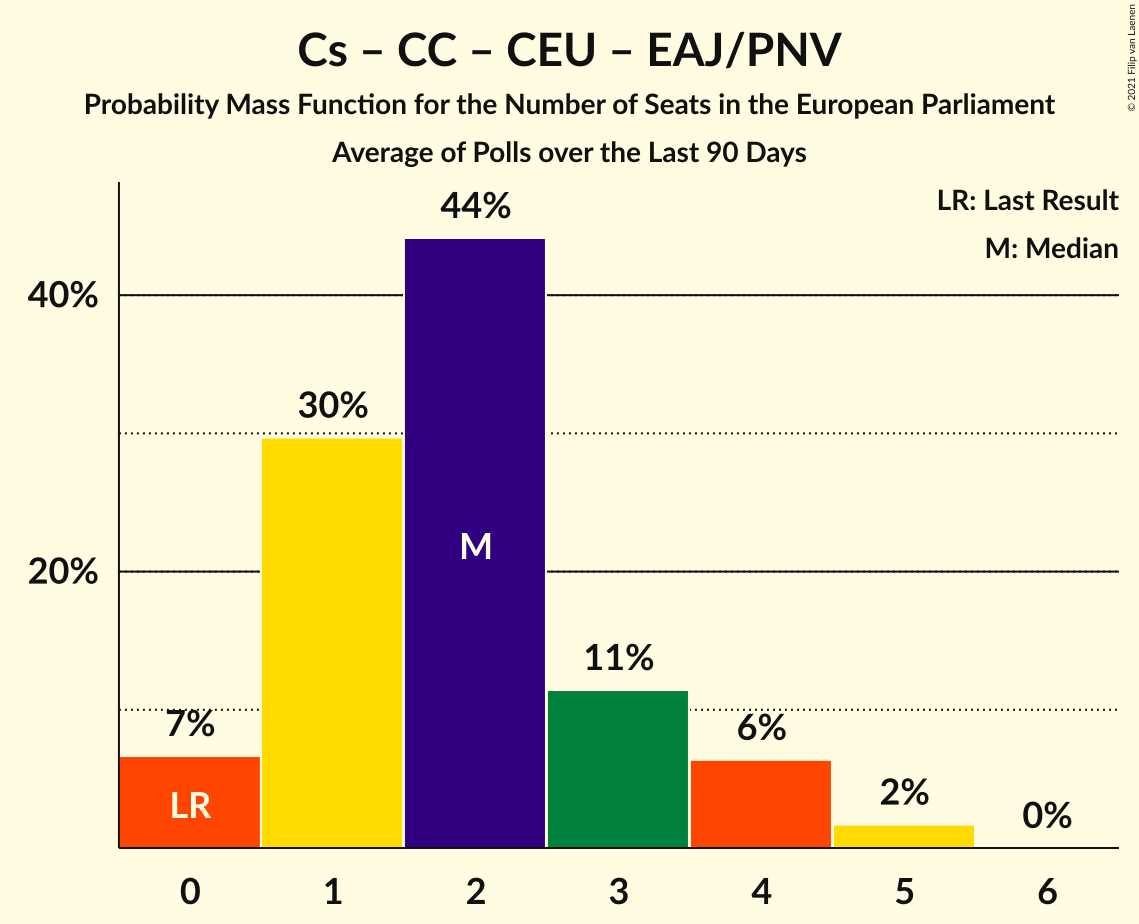 Cs – CC – CEU – EAJ/PNV
Probability Mass Function for the Number of Seats in the European Parliament
Average of Polls over the Last 90 Days
© 2021 Filip van Laenen
LR: Last Result
M: Median
44%
40%
30%
M
20%
11%
7%
6%
2%
0%
LR
0 1 2 3 4 5 6